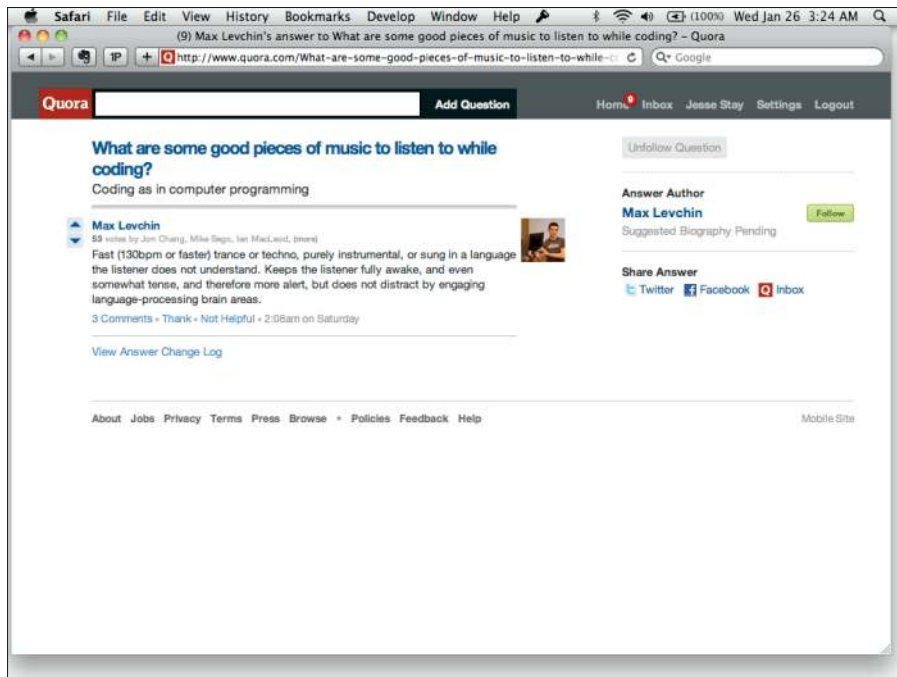 Safari File Edit View History Bookmarks Develop Window Help (100%) Wed Jan 26 3:24 AM
(9) Max Levchin's answer to What are some good pieces of music to listen to while coding? – Quora
1P + Q http://www.quora.com/What-are-some-good-pieces-of-music-to-listen-to-while-c Google
Quora Add Question Home 9 Inbox Jesse Stay Settings Logout
What are some good pieces of music to listen to while
coding?
Coding as in computer programming
Unfollow Question
Max Levchin
53 votes by Jon Chang, Mike Sego, Ian MacLeod, (more)
Fast (130bpm or faster) trance or techno, purely instrumental, or sung in a language
the listener does not understand. Keeps the listener fully awake, and even
somewhat tense, and therefore more alert, but does not distract by engaging
language-processing brain areas.
3 Comments • Thank • Not Helpful • 2:08am on Saturday
View Answer Change Log
Answer Author
Max Levchin Follow
Suggested Biography Pending
Share Answer
Twitter Facebook Q Inbox
About Jobs Privacy Terms Press Browse • Policies Feedback Help Mobile Site